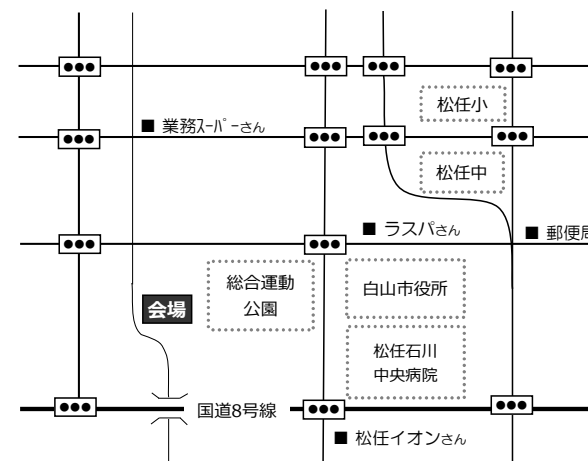 松任小
■ 業務スーパーさん
松任中
■ ラスパさん
■ 郵便局
総合運動
公園
白山市役所
会場
松任石川
中央病院
国道8号線
■ 松任イオンさん